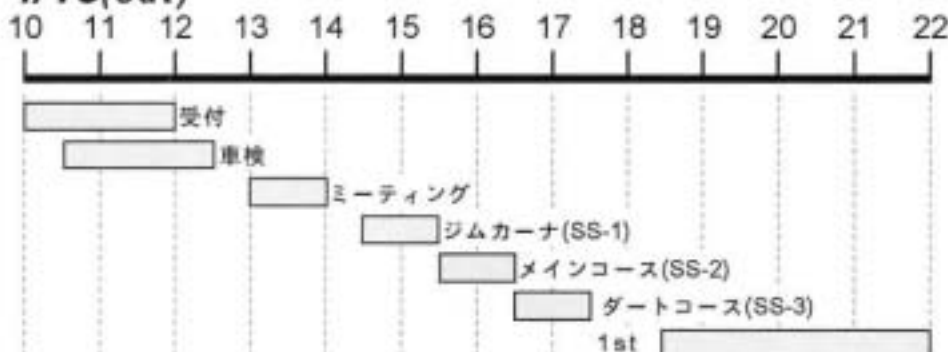 10 11 12 13 14 15 16 17 18 19 20 21 22
受付
車検
ミーティング
ジムカーナ(SS-1)
メインコース(SS-2)
ダートコース(SS-3)
1st